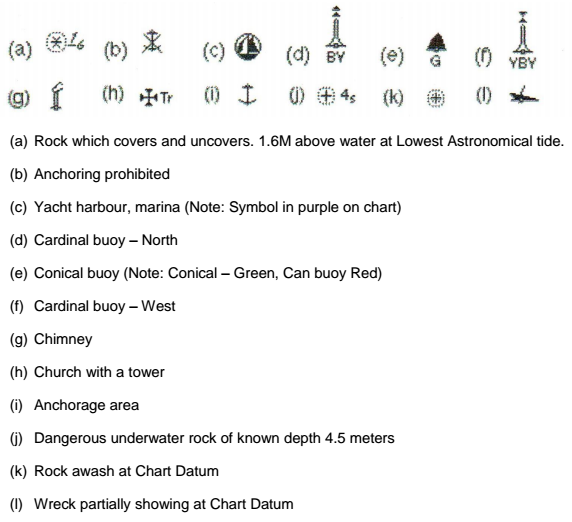 (a) 1₆ (b) (c) (d) BY (e) G (f) YBY
(g) (h) Tr (i) (j) 4₅ (k) (l)
(a) Rock which covers and uncovers. 1.6M above water at Lowest Astronomical tide.
(b) Anchoring prohibited
(c) Yacht harbour, marina (Note: Symbol in purple on chart)
(d) Cardinal buoy – North
(e) Conical buoy (Note: Conical – Green, Can buoy Red)
(f) Cardinal buoy – West
(g) Chimney
(h) Church with a tower
(i) Anchorage area
(j) Dangerous underwater rock of known depth 4.5 meters
(k) Rock awash at Chart Datum
(l) Wreck partially showing at Chart Datum